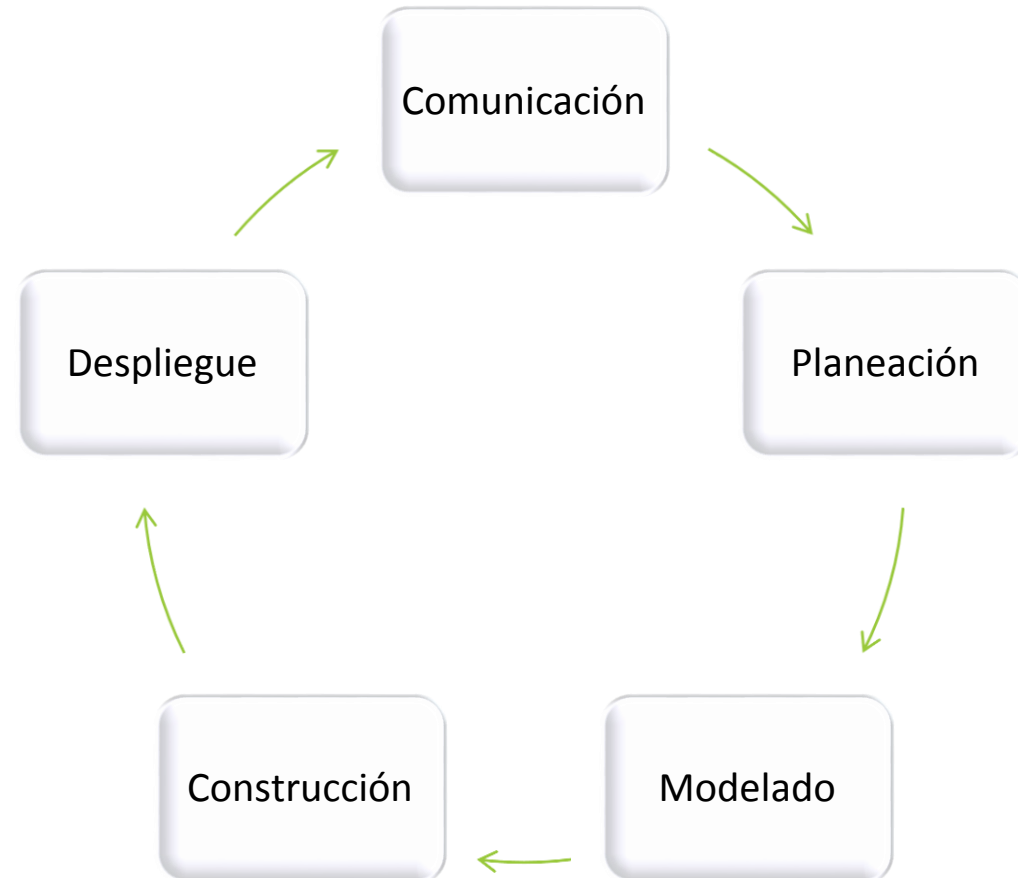 Comunicación
Planeación
Modelado
Construcción
Despliegue